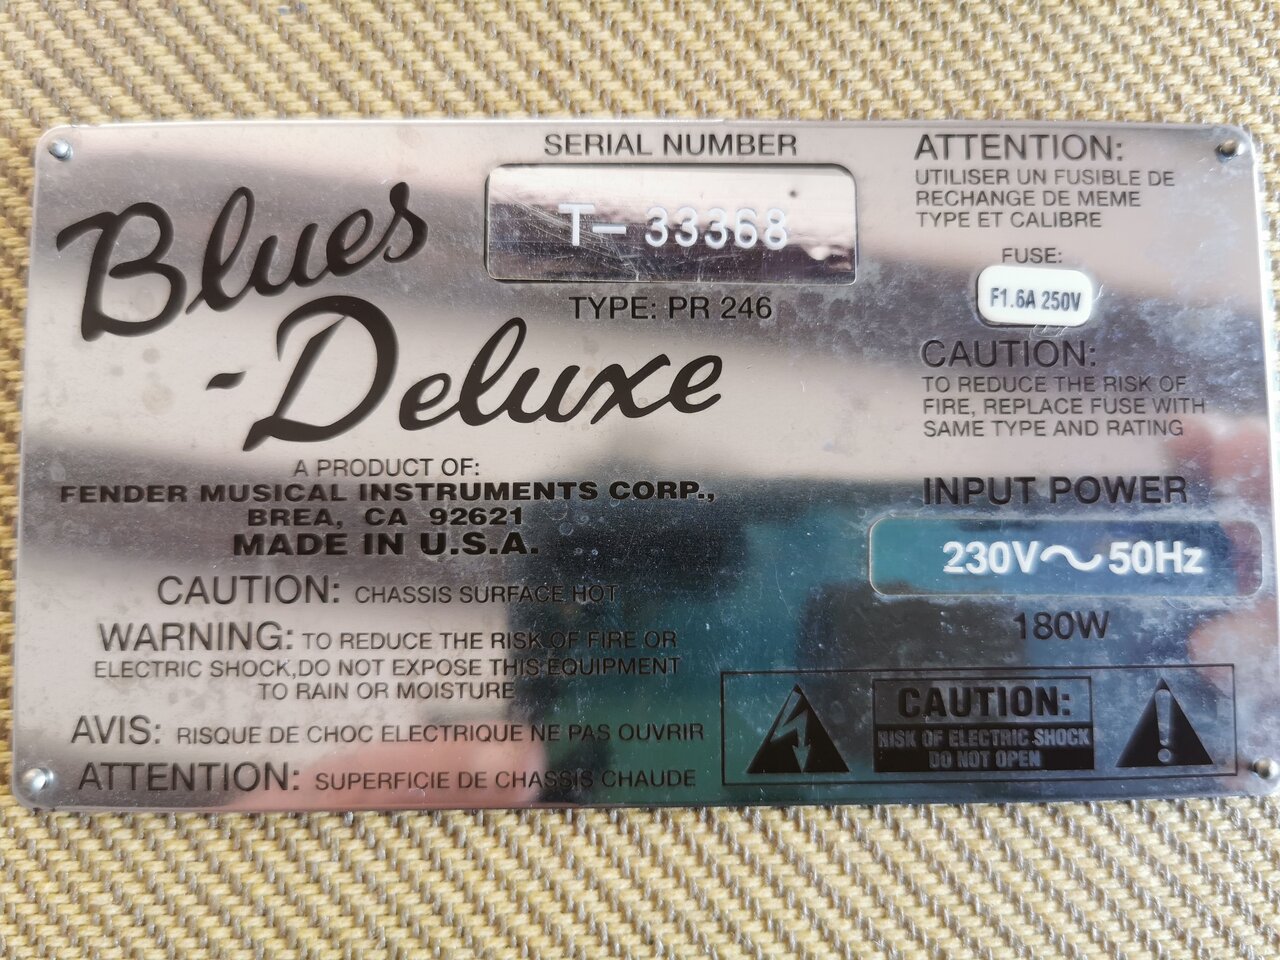 Blues
-Deluxe
SERIAL NUMBER
T- 33368
TYPE: PR 246
A PRODUCT OF:
FENDER MUSICAL INSTRUMENTS CORP.,
BREA, CA 92621
MADE IN U.S.A.
CAUTION: CHASSIS SURFACE HOT
WARNING: TO REDUCE THE RISK OF FIRE OR
ELECTRIC SHOCK,DO NOT EXPOSE THIS EQUIPMENT
TO RAIN OR MOISTURE
AVIS: RISQUE DE CHOC ELECTRIQUE NE PAS OUVRIR
ATTENTION: SUPERFICIE DE CHASSIS CHAUDE
ATTENTION:
UTILISER UN FUSIBLE DE
RECHANGE DE MEME
TYPE ET CALIBRE
FUSE:
F1.6A 250V
CAUTION:
TO REDUCE THE RISK OF
FIRE, REPLACE FUSE WITH
SAME TYPE AND RATING
INPUT POWER
230V~50Hz
180W
CAUTION:
RISK OF ELECTRIC SHOCK
DO NOT OPEN